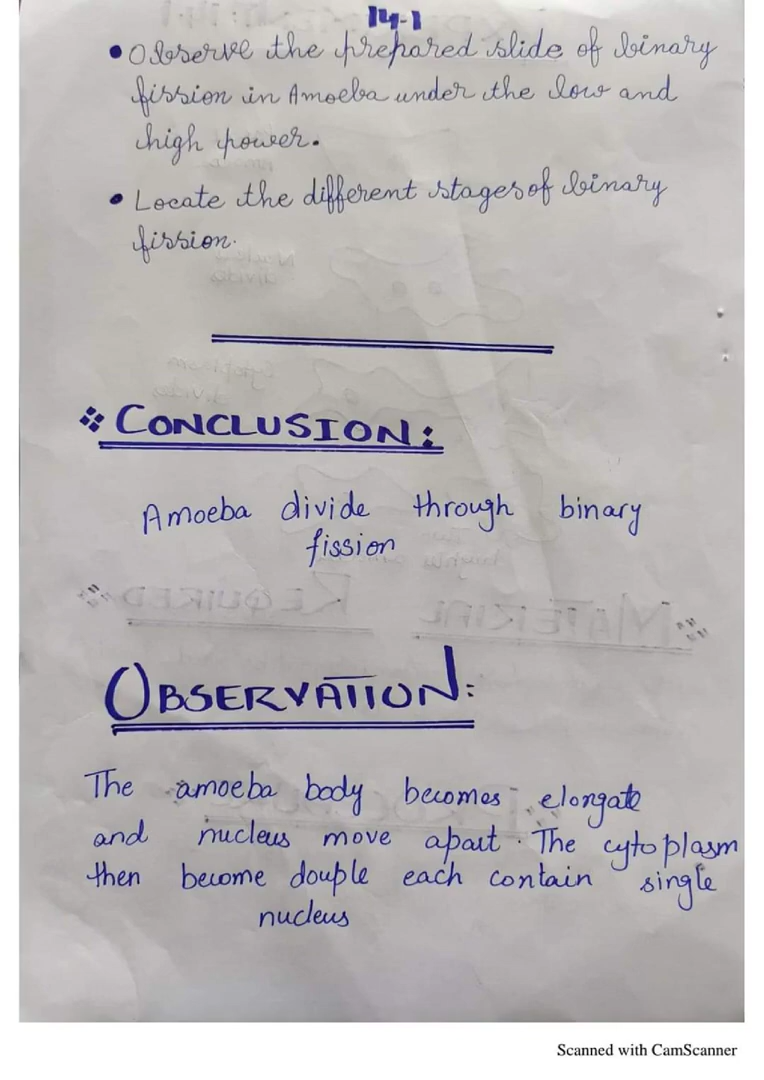 14-1
• Observe the prepared slide of binary
fission in Amoeba under the low and
high power.
• Locate the different stages of binary
fission.
❖ CONCLUSION:
Amoeba divide through binary
fission
OBSERVATION:
The amoeba body becomes elongate
and nucleus move apart. The cytoplasm
then become douple each contain single
nucleus
Scanned with CamScanner